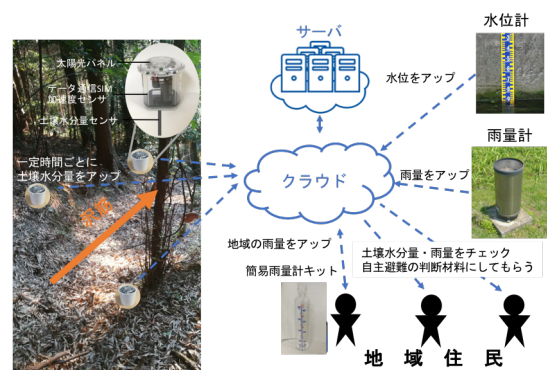 太陽光パネル
データ通信SIM
加速度センサ
土壌水分量センサ
一定時間ごとに
土壌水分量をアップ
サーバ
クラウド
水位計
水位をアップ
雨量計
雨量をアップ
地域の雨量をアップ
簡易雨量計キット
土壌水分量・雨量をチェック
自主避難の判断材料にしてもらう
地域住民